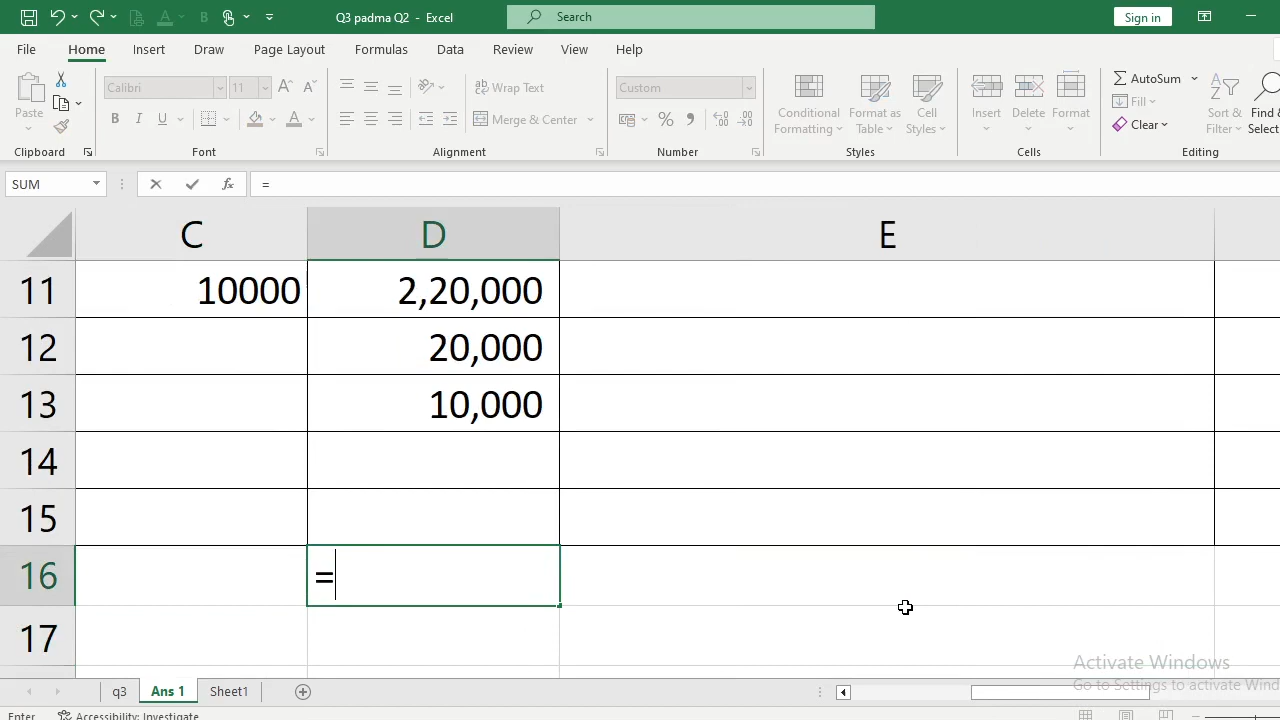 Q3 padma Q2 - Excel
Search
Sign in
File Home Insert Draw Page Layout Formulas Data Review View Help
Paste
Clipboard
Calibri 11
B I U
Font
Wrap Text
Merge & Center
Alignment
Custom
Number
Conditional Formatting
Format as Table
Cell Styles
Styles
Insert Delete Format
Cells
AutoSum
Fill
Clear
Sort & Filter
Find &
Select
Editing
SUM
fx
=
C D E
11 10000 2,20,000
12 20,000
13 10,000
14
15
16 =
17
Activate Windows
Go to Settings to activate Wind
q3 Ans 1 Sheet1
Enter Accessibility: Investigate